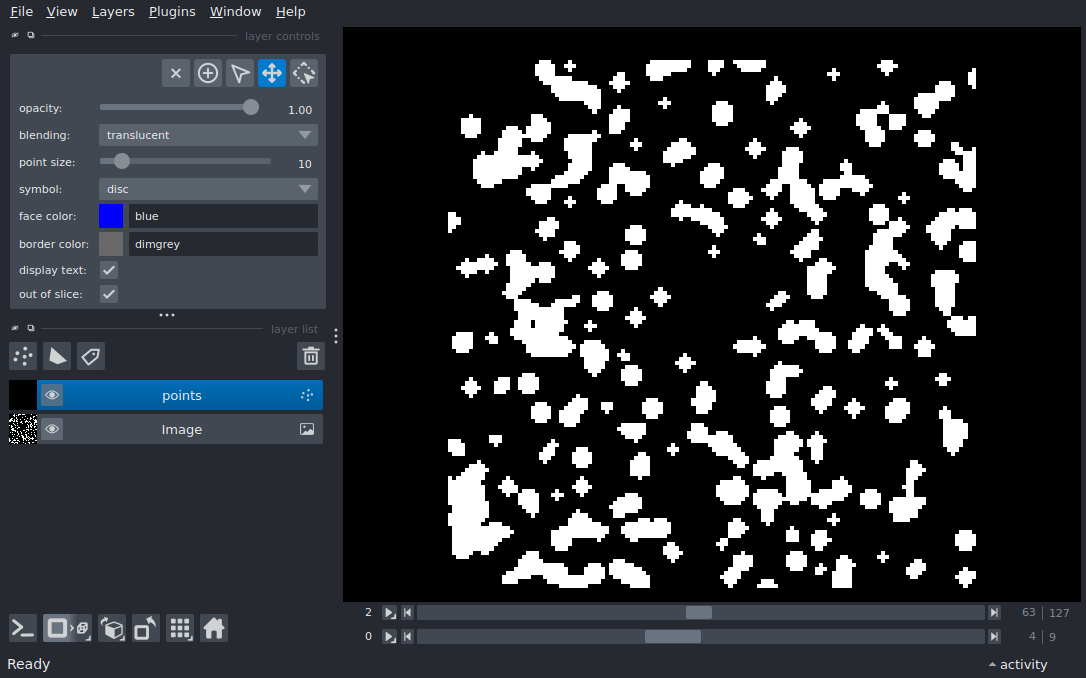 File View Layers Plugins Window Help
layer controls
opacity: 1.00
blending: translucent
point size: 10
symbol: disc
face color: blue
border color: dimgrey
display text:
out of slice:
layer list
points
Image
2 63 127
0 4 9
Ready activity